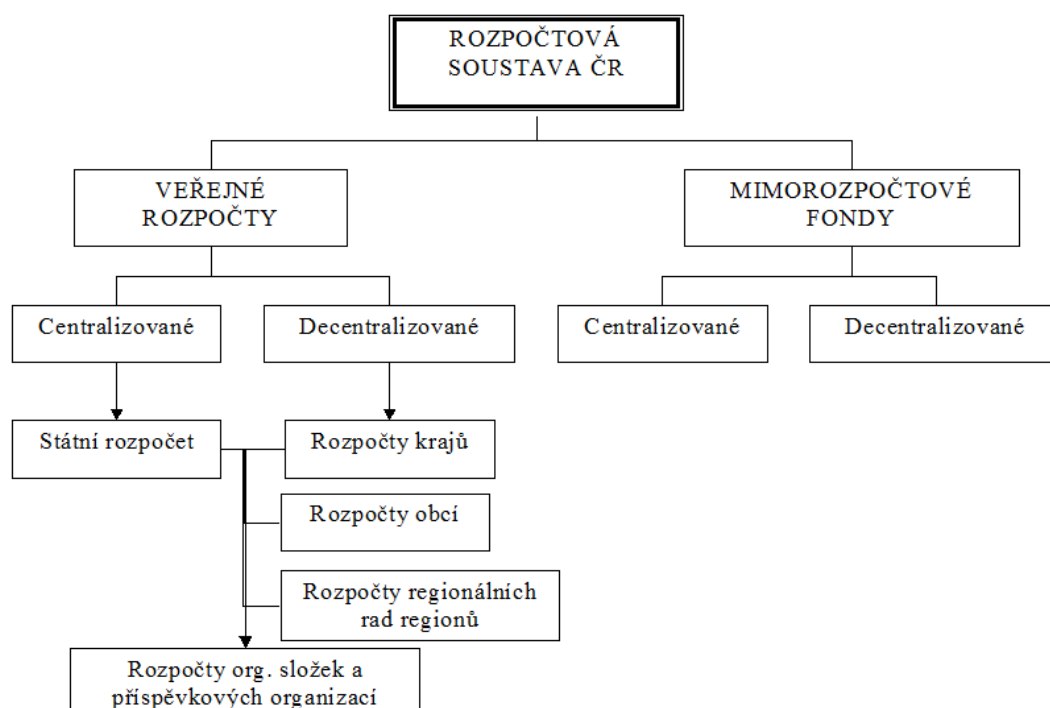 ROZPOČTOVÁ
SOUSTAVA ČR
VEŘEJNÉ
ROZPOČTY
MIMOROZPOČTOVÉ
FONDY
Centralizované
Decentralizované
Centralizované
Decentralizované
Státní rozpočet
Rozpočty krajů
Rozpočty obcí
Rozpočty regionálních
rad regionů
Rozpočty org. složek a
příspěvkových organizací